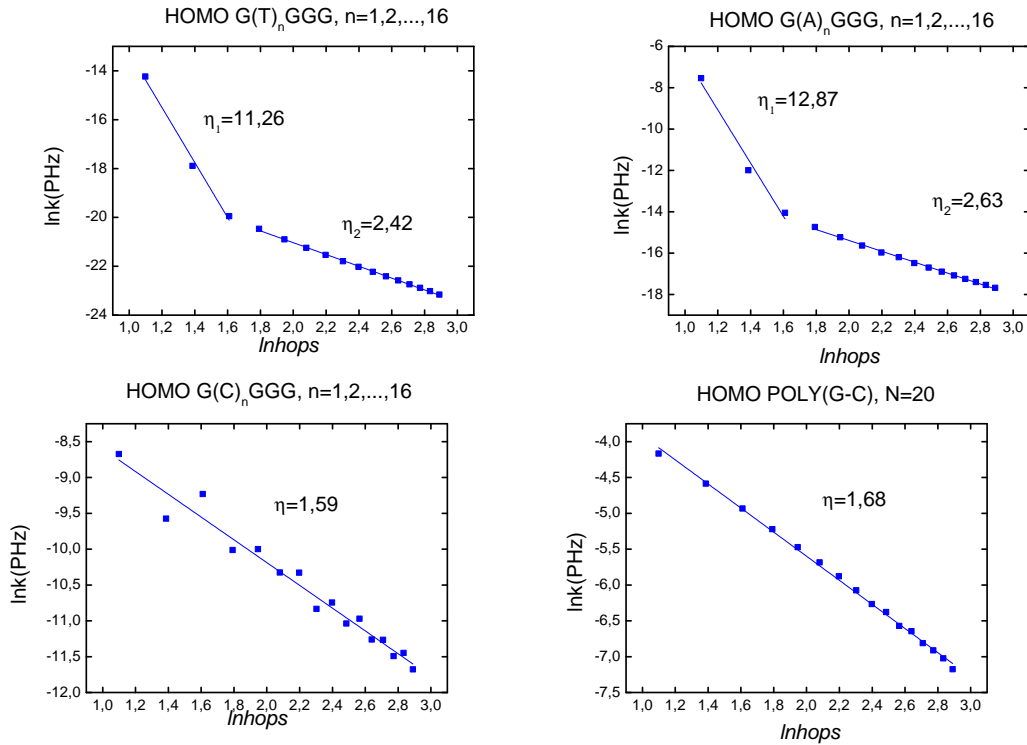 HOMO G(T)nGGG, n=1,2,...,16
-14
-16
-18
-20
-22
-24
lnk(PHz)
η1=11,26
η2=2,42
1,0 1,2 1,4 1,6 1,8 2,0 2,2 2,4 2,6 2,8 3,0
lnhops
HOMO G(A)nGGG, n=1,2,...,16
-6
-8
-10
-12
-14
-16
-18
lnk(PHz)
η1=12,87
η2=2,63
1,0 1,2 1,4 1,6 1,8 2,0 2,2 2,4 2,6 2,8 3,0
lnhops
HOMO G(C)nGGG, n=1,2,...,16
-8,5
-9,0
-9,5
-10,0
-10,5
-11,0
-11,5
-12,0
lnk(PHz)
η=1,59
1,0 1,2 1,4 1,6 1,8 2,0 2,2 2,4 2,6 2,8 3,0
lnhops
HOMO POLY(G-C), N=20
-4,0
-4,5
-5,0
-5,5
-6,0
-6,5
-7,0
-7,5
lnk(PHz)
η=1,68
1,0 1,2 1,4 1,6 1,8 2,0 2,2 2,4 2,6 2,8 3,0
lnhops